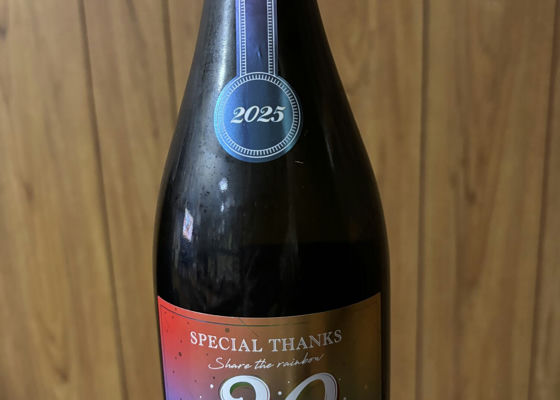 2025
SPECIAL THANKS
Share the rainbow